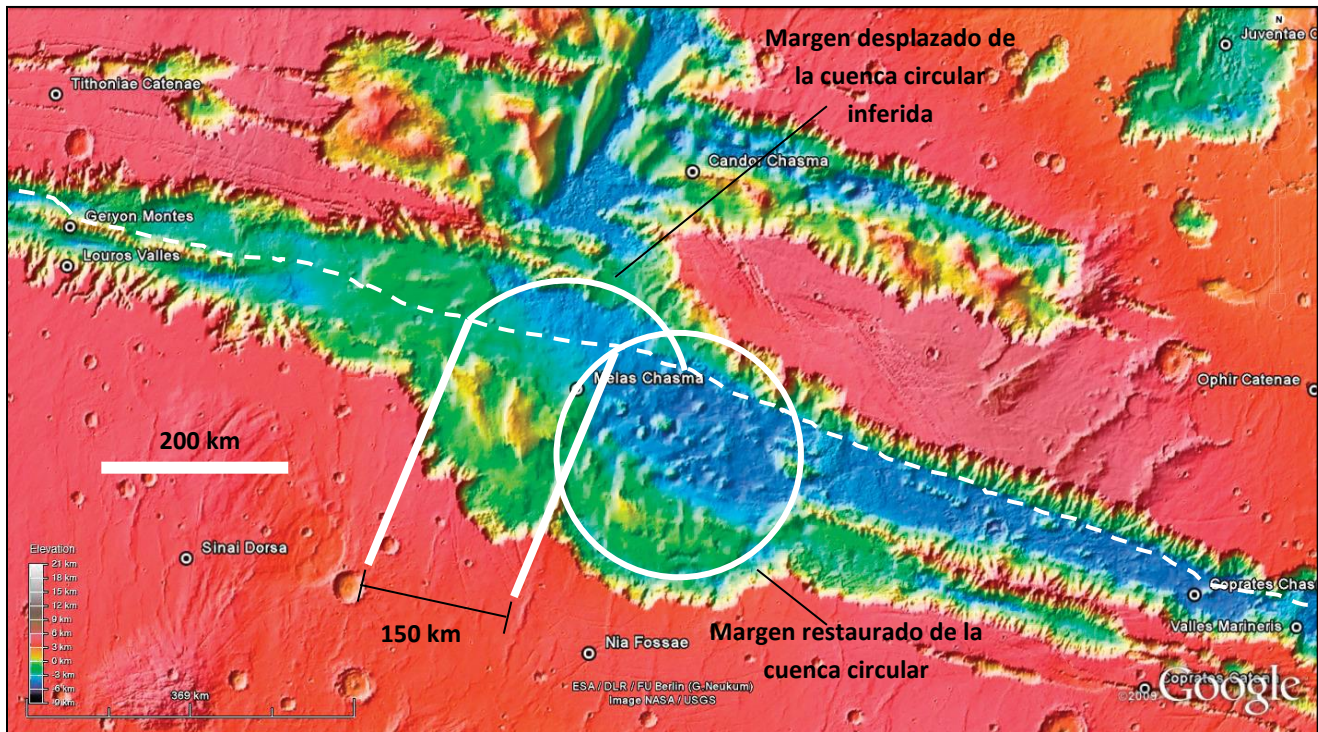 N
Juventae C
Margen desplazado de
la cuenca circular
inferida
Tithoniae Catenae
Candor Chasma
Geryon Montes
Louros Valles
Melas Chasma
Ophir Catenae
200 km
Sinai Dorsa
Elevation
21 km
18 km
15 km
12 km
9 km
6 km
3 km
0 km
-3 km
-6 km
-9 km
369 km
150 km
Nia Fossae
Margen restaurado de la
cuenca circular
Coprates Chas
Valles Marineris
Coprates Catena
ESA / DLR / FU Berlin (G.Neukum)
Image NASA / USGS
Google